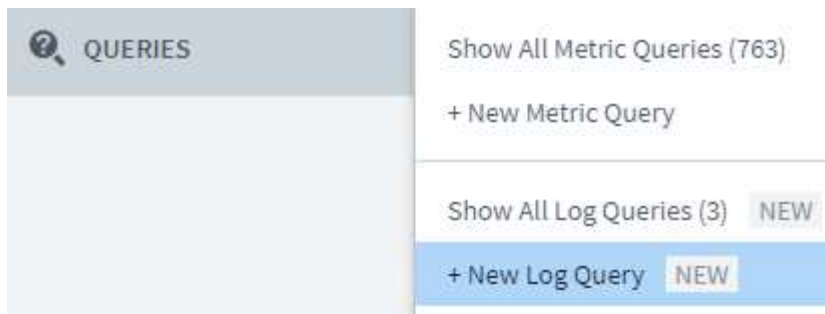 QUERIES
Show All Metric Queries (763)
+ New Metric Query
Show All Log Queries (3) NEW
+ New Log Query NEW